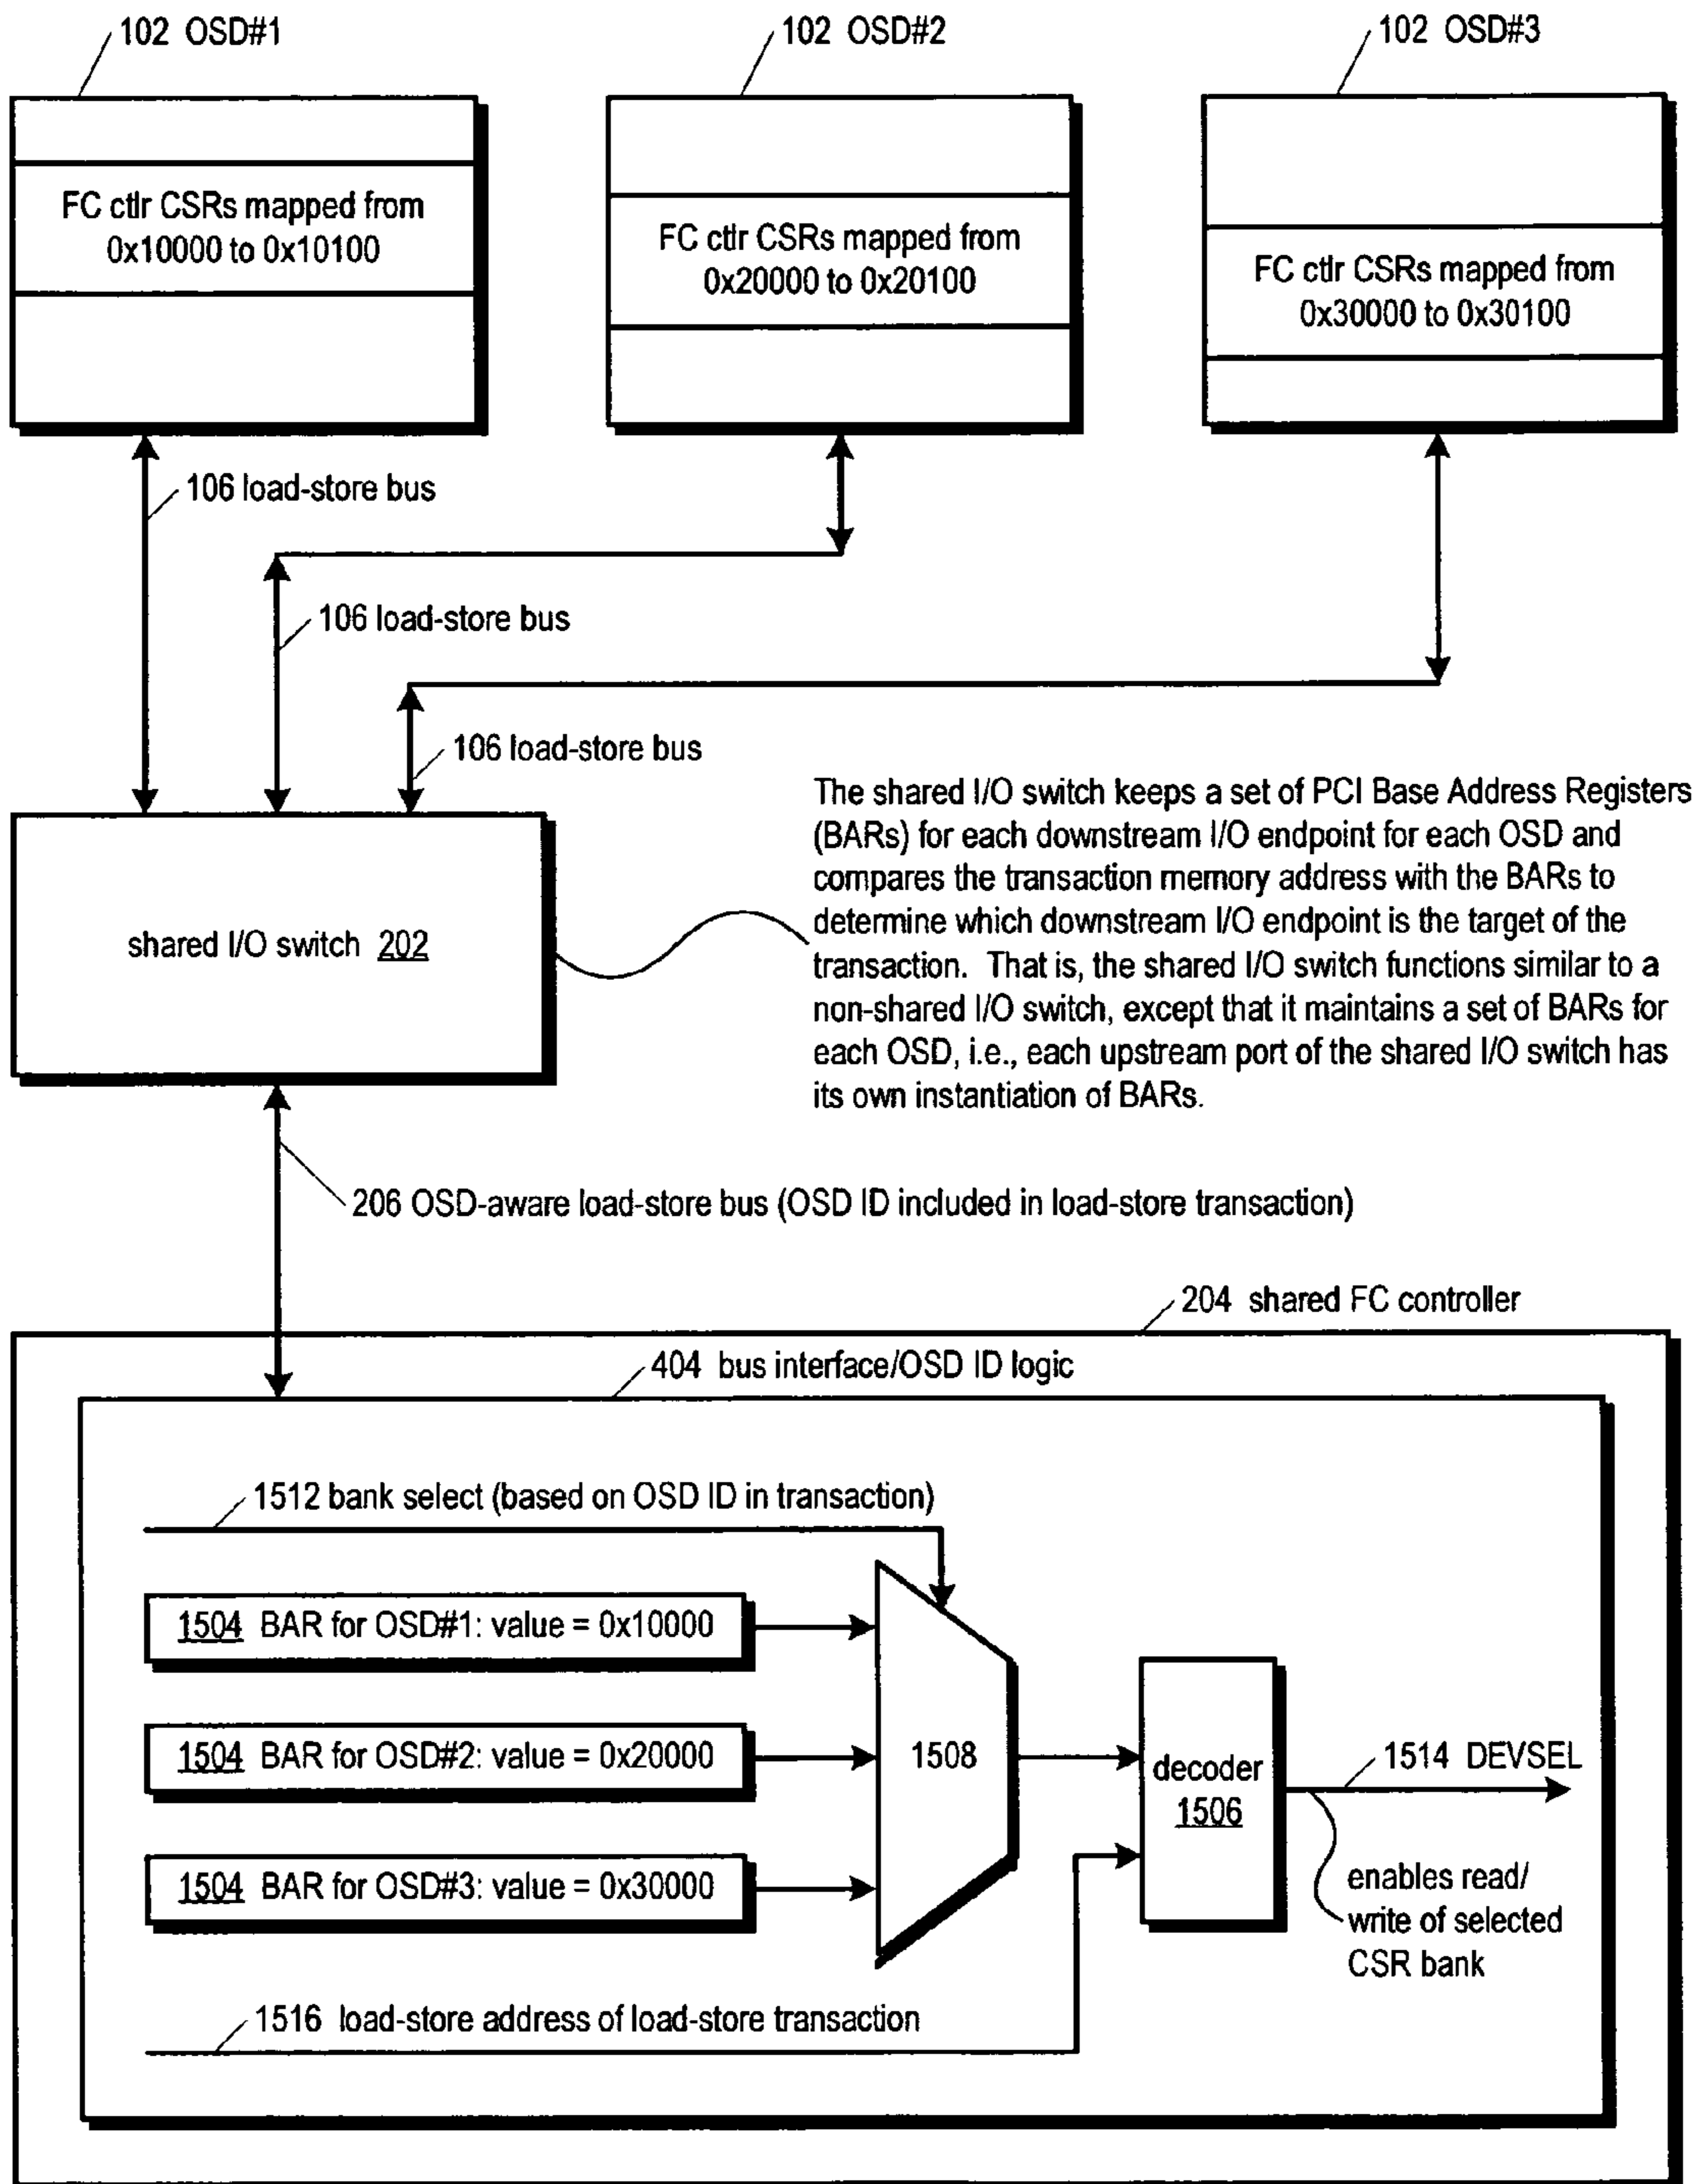 102 OSD#1
102 OSD#2
102 OSD#3
FC ctlr CSRs mapped from
0x10000 to 0x10100
FC ctlr CSRs mapped from
0x20000 to 0x20100
FC ctlr CSRs mapped from
0x30000 to 0x30100
106 load-store bus
106 load-store bus
106 load-store bus
shared I/O switch 202
The shared I/O switch keeps a set of PCI Base Address Registers
(BARs) for each downstream I/O endpoint for each OSD and
compares the transaction memory address with the BARs to
determine which downstream I/O endpoint is the target of the
transaction. That is, the shared I/O switch functions similar to a
non-shared I/O switch, except that it maintains a set of BARs for
each OSD, i.e., each upstream port of the shared I/O switch has
its own instantiation of BARs.
206 OSD-aware load-store bus (OSD ID included in load-store transaction)
204 shared FC controller
404 bus interface/OSD ID logic
1512 bank select (based on OSD ID in transaction)
1504 BAR for OSD#1: value = 0x10000
1504 BAR for OSD#2: value = 0x20000
1504 BAR for OSD#3: value = 0x30000
1508
decoder
1506
1514 DEVSEL
enables read/
write of selected
CSR bank
1516 load-store address of load-store transaction